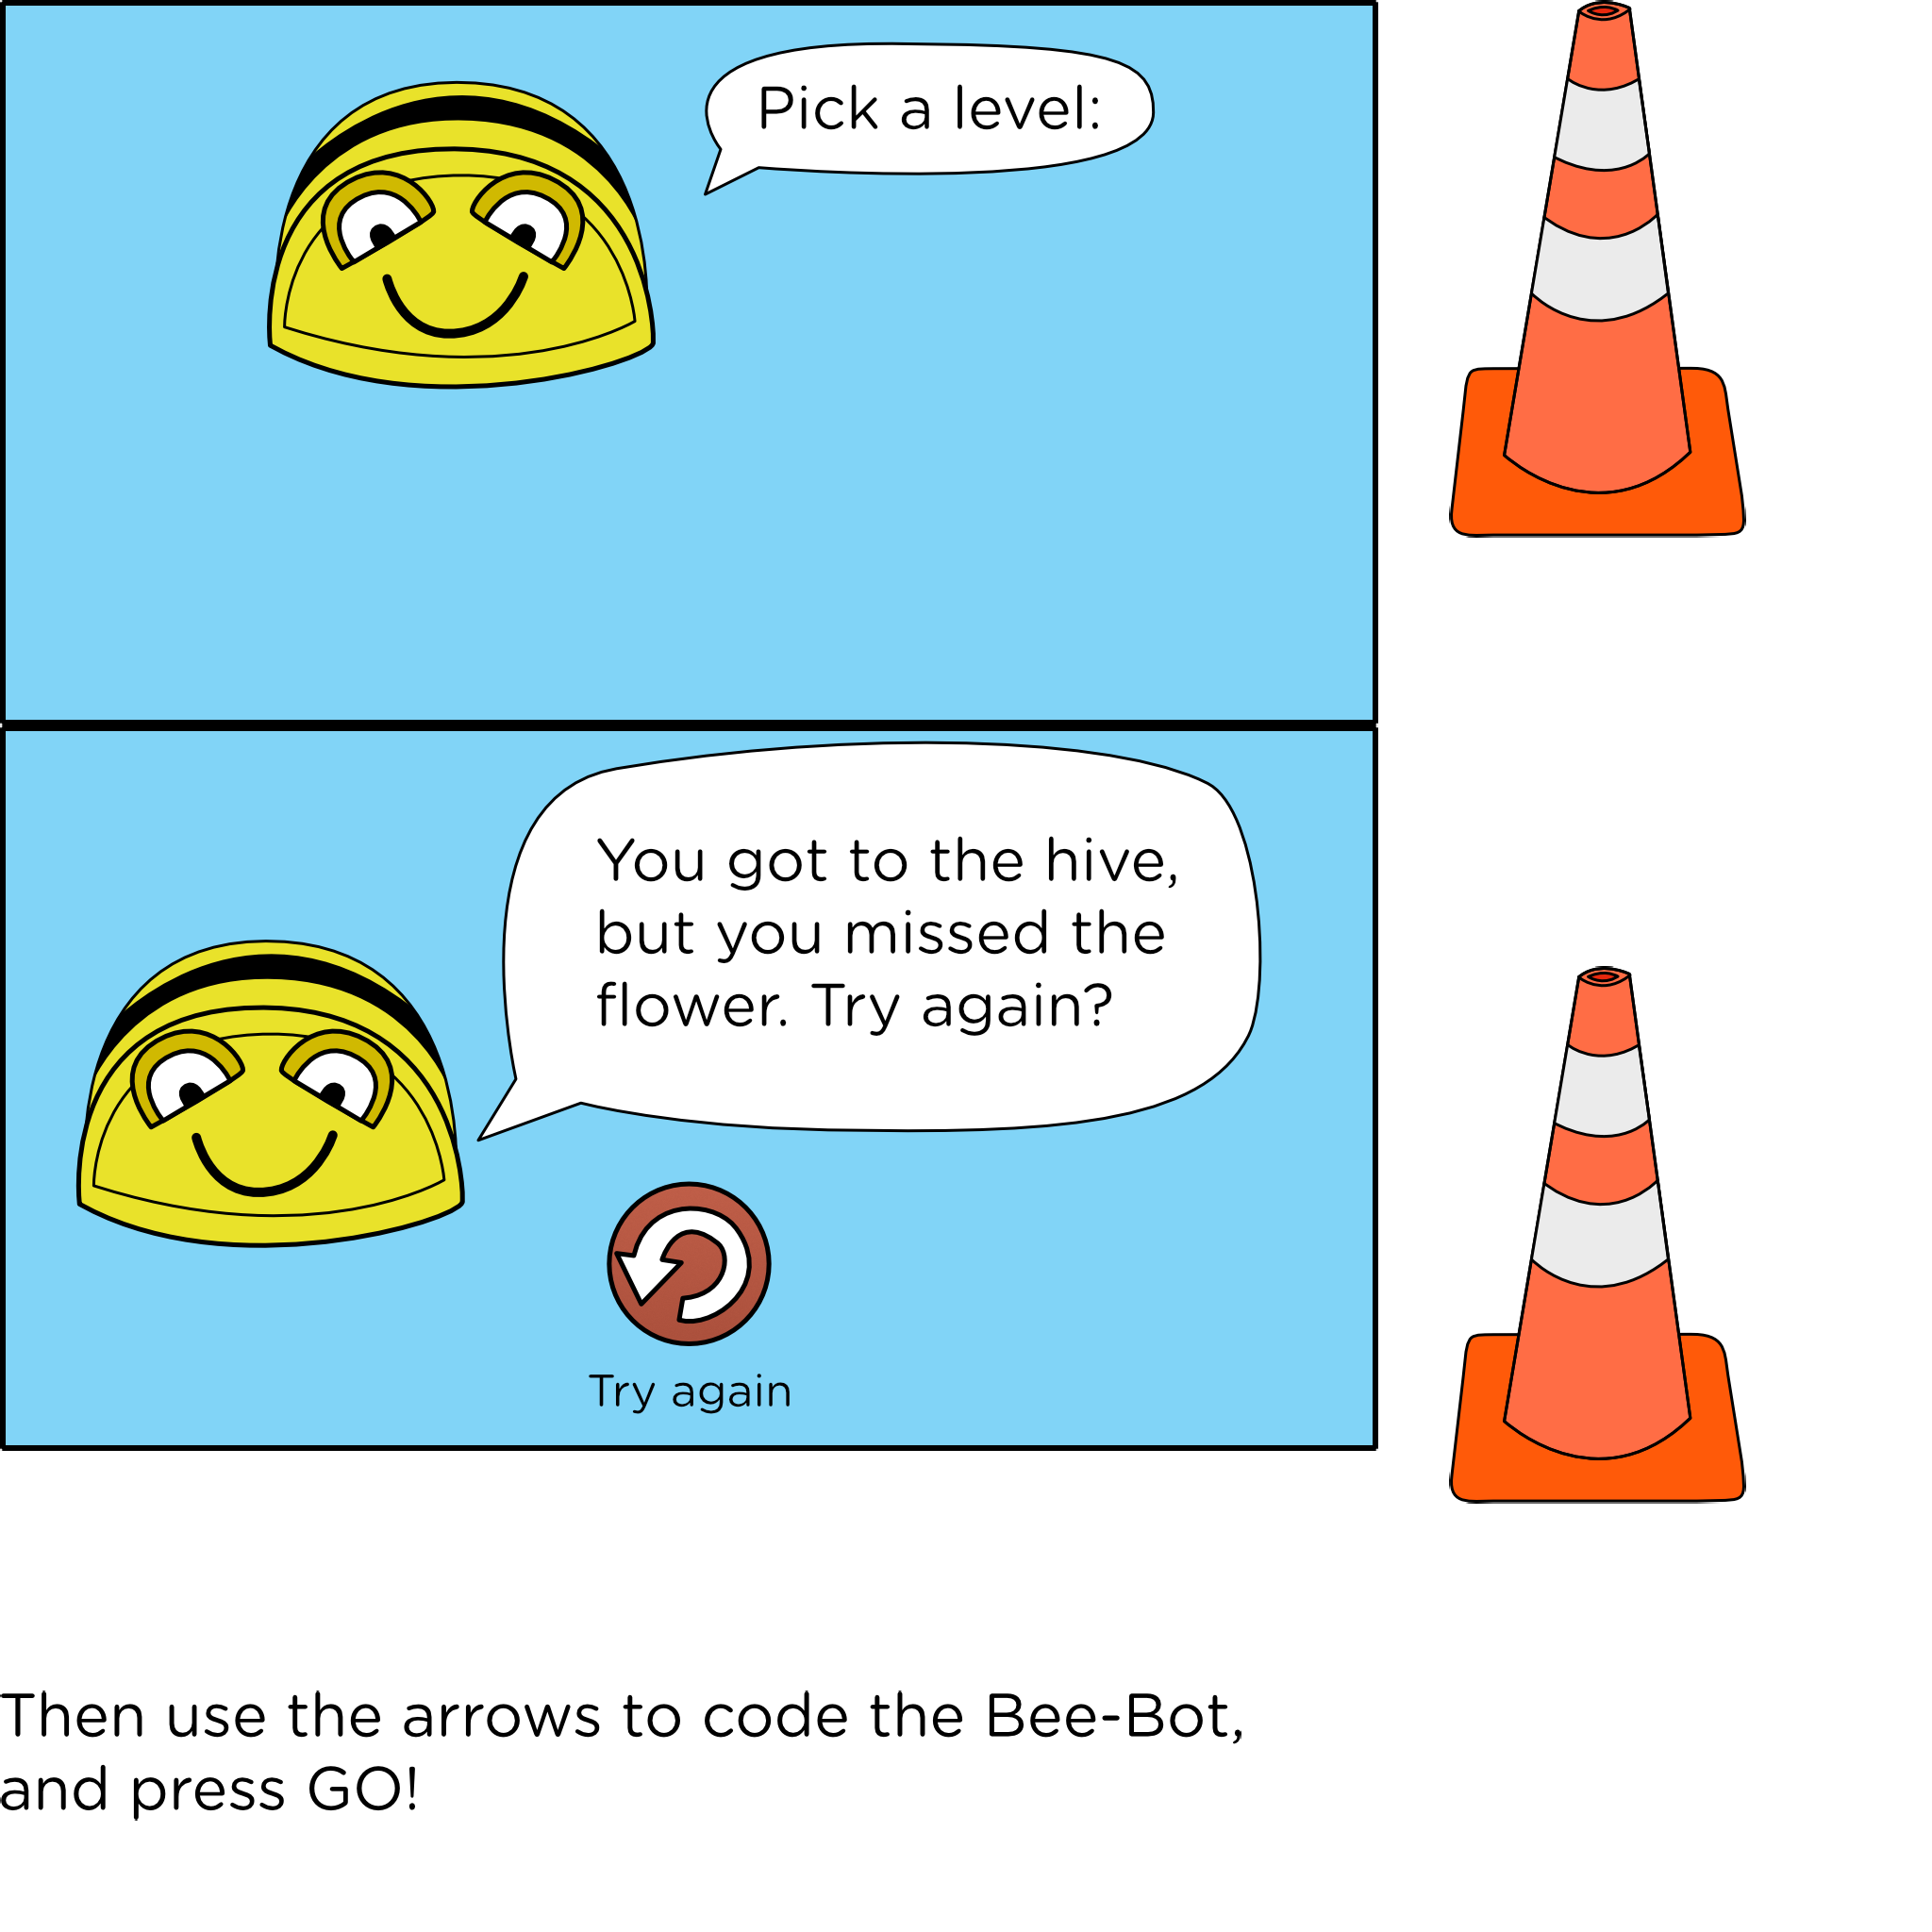 Pick a level:
You got to the hive,
but you missed the
flower. Try again?
Try again
Then use the arrows to code the Bee-Bot,
and press GO!